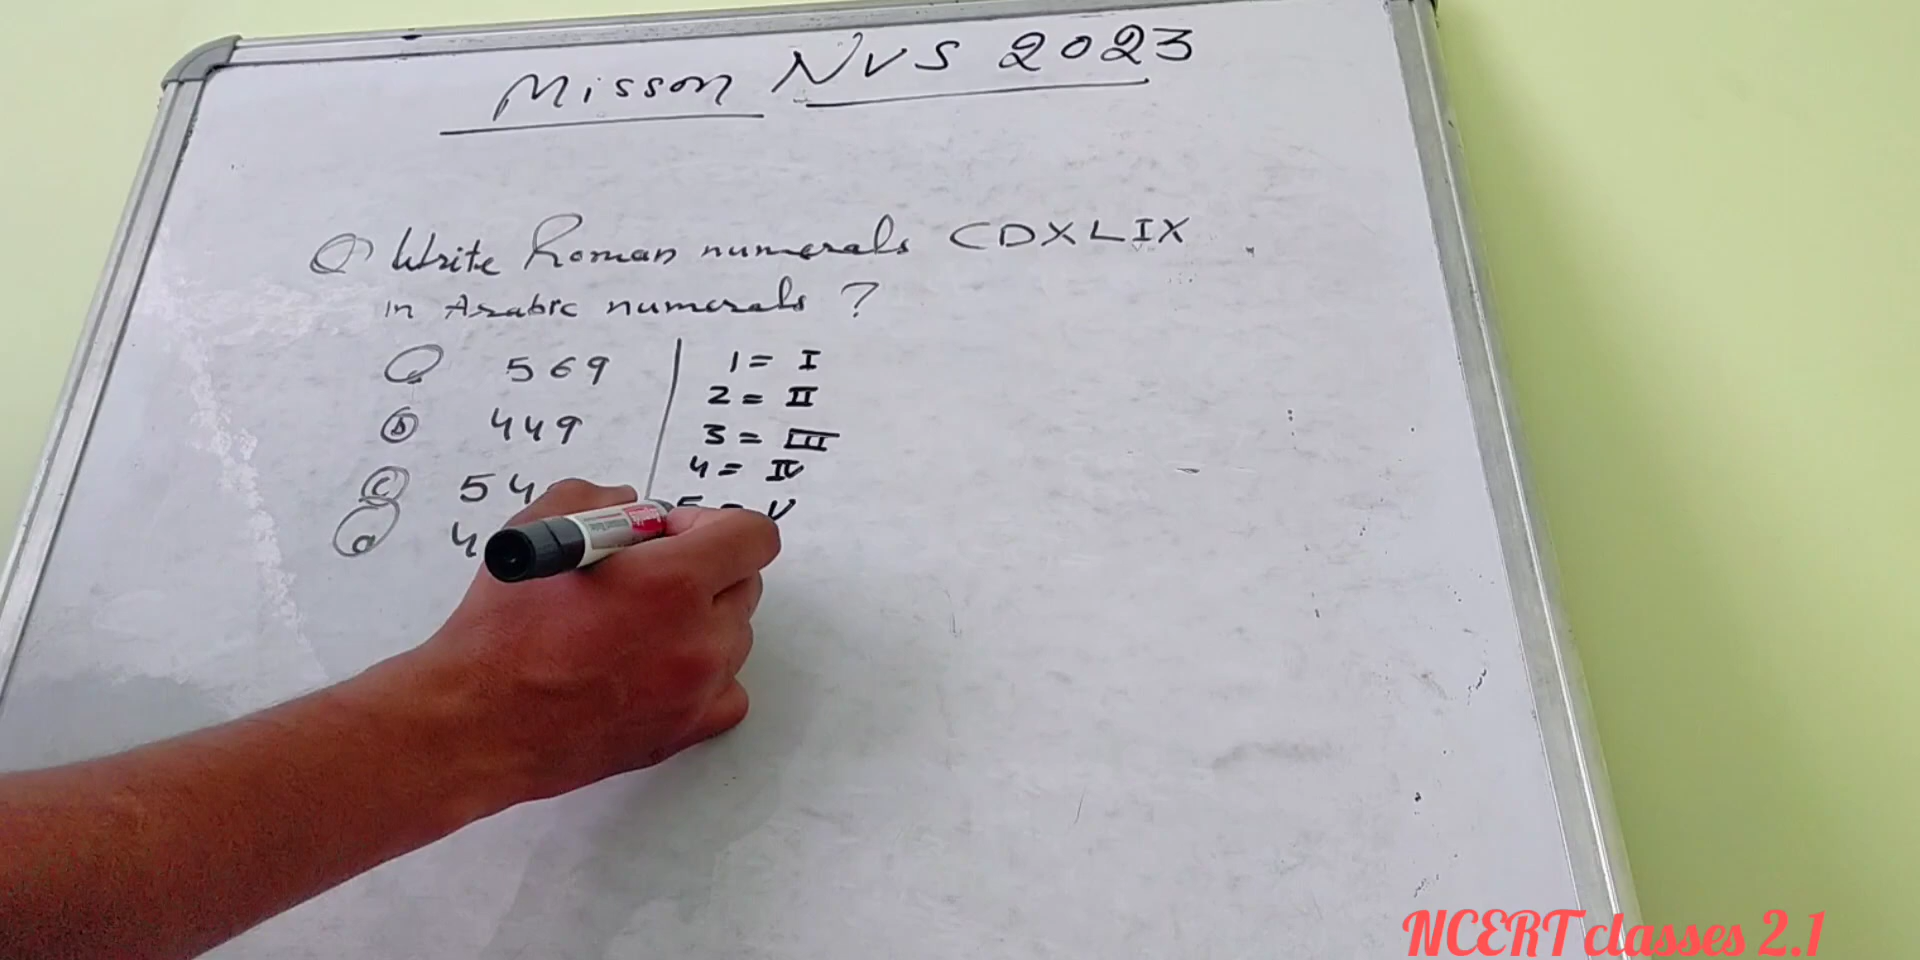 Misson NVS 2023
Q Write Roman numerals CDXLIX
in Arabic numerals ?
569
(b) 449
(c) 54
(d) 4
1 = I
2 = II
3 = III
4 = IV
5 = V
NCERT classes 2.1